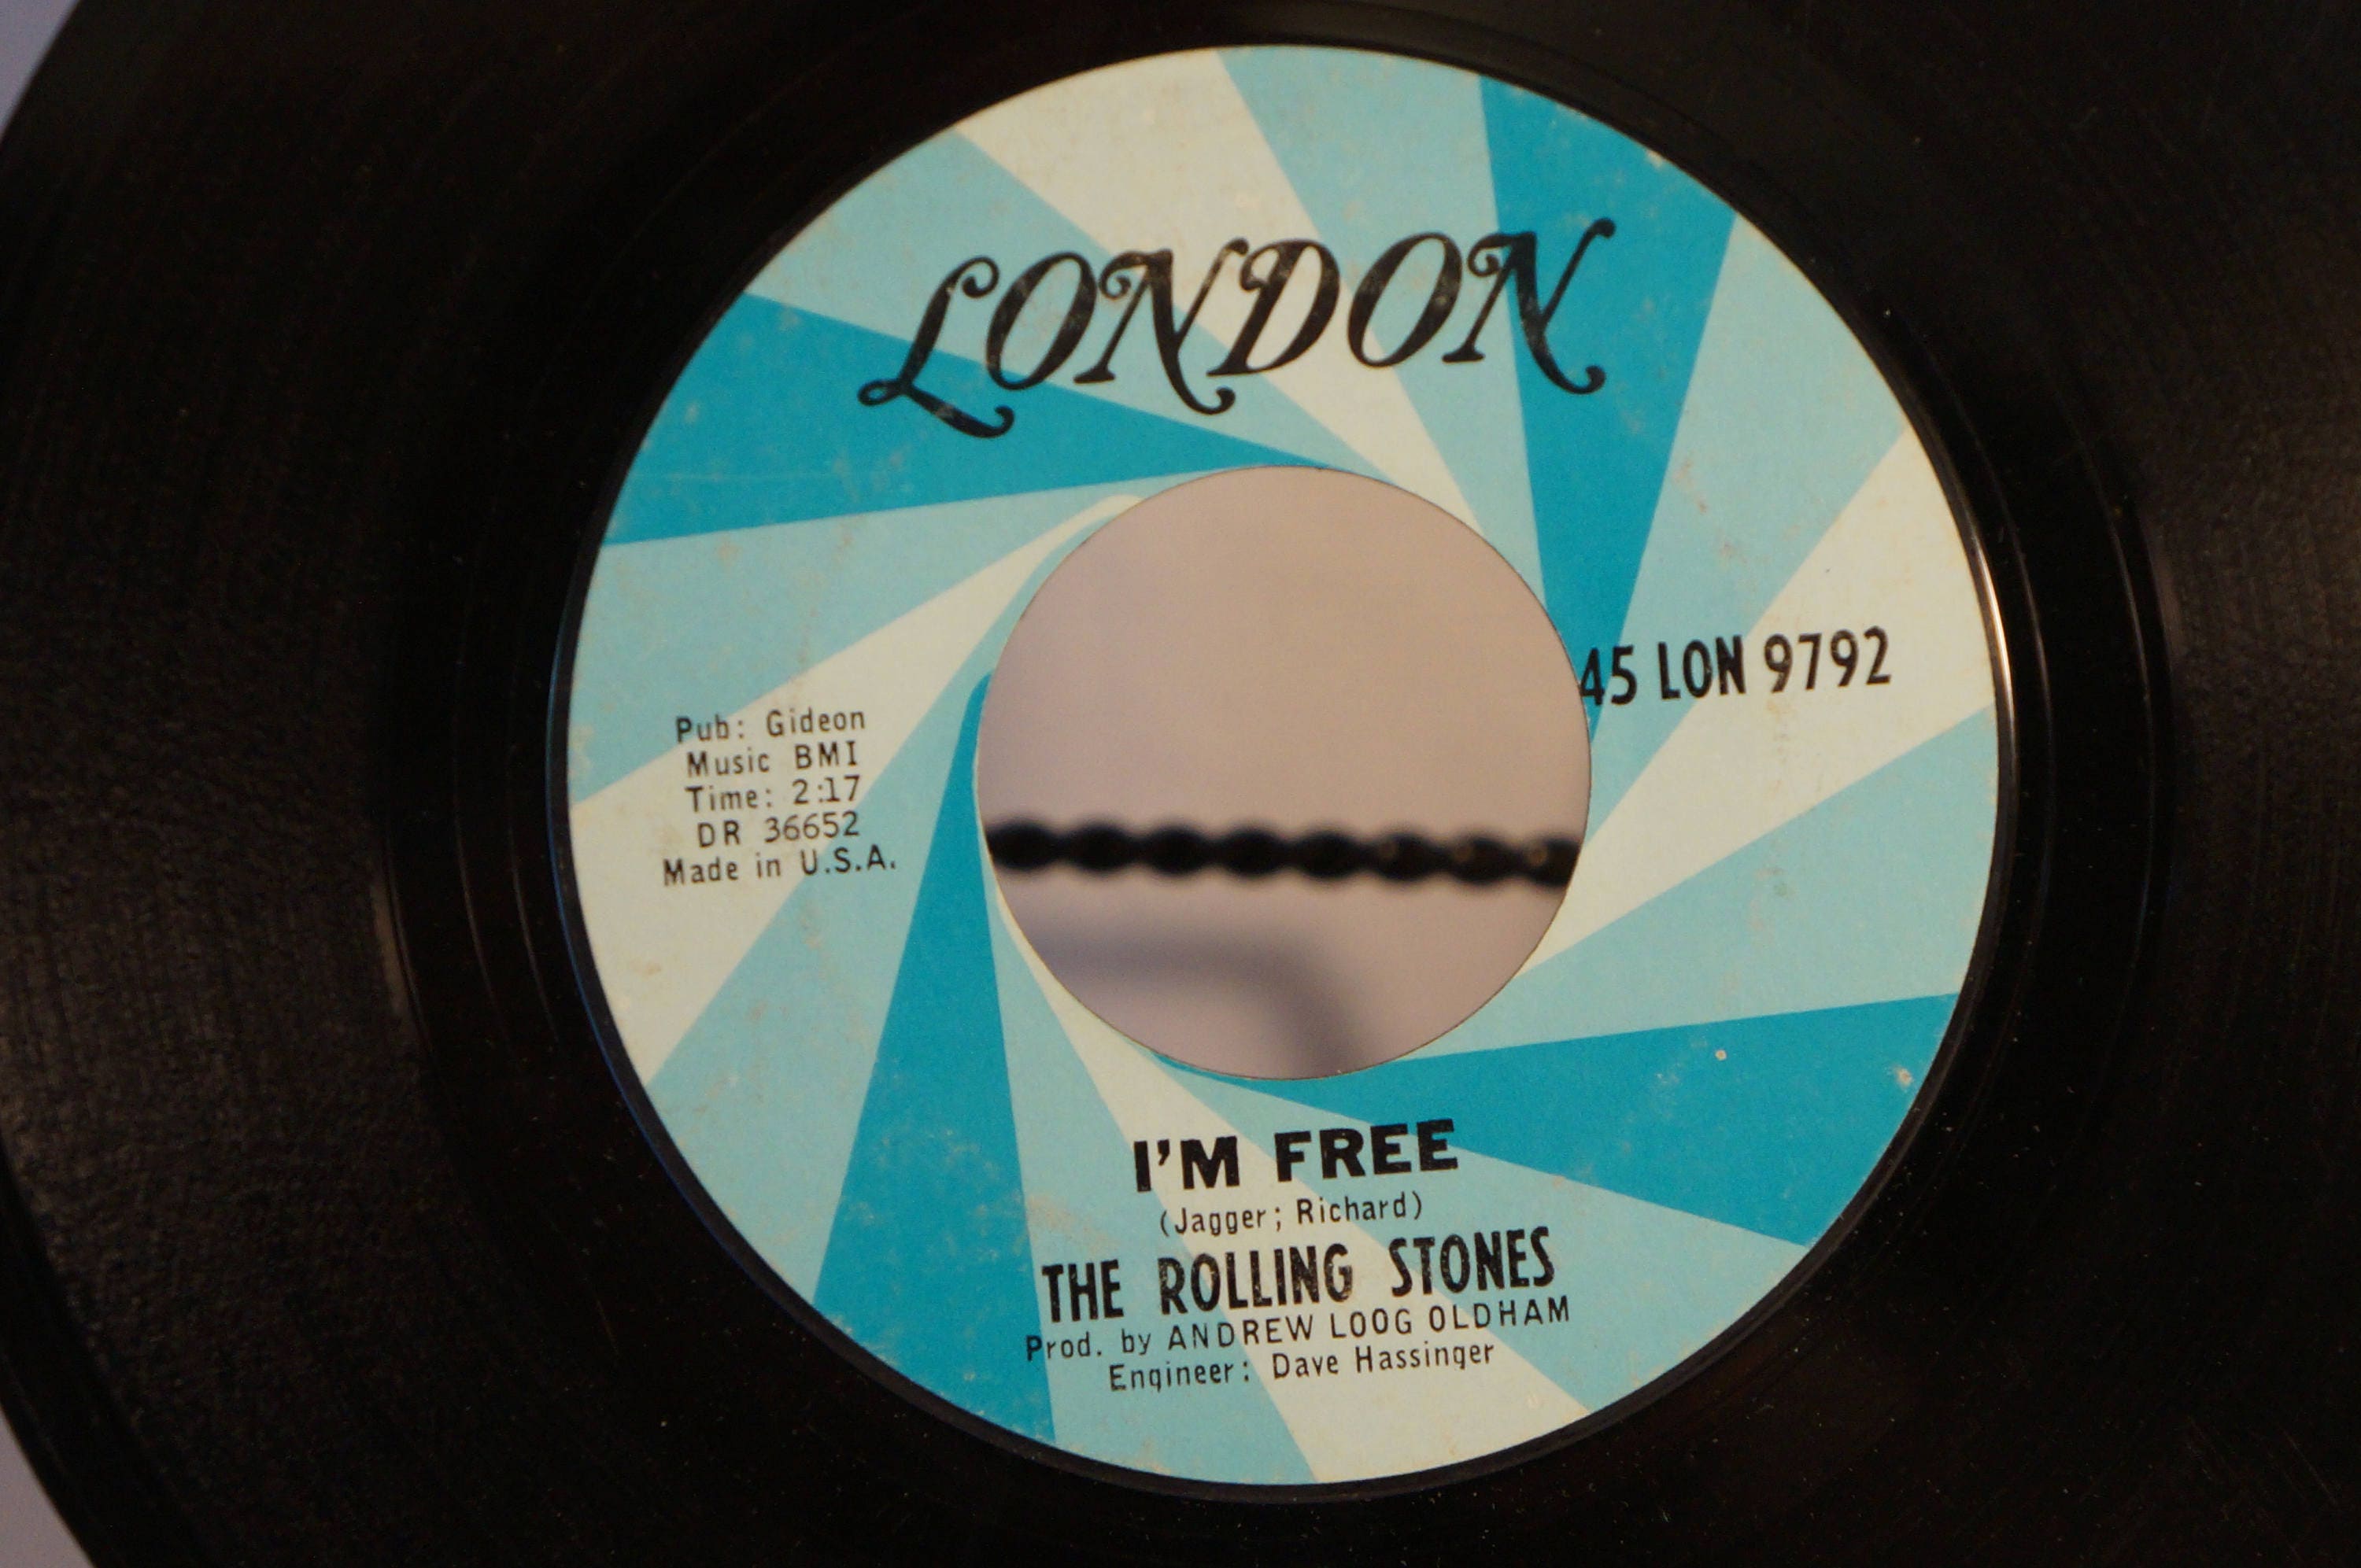 LONDON
45 LON 9792
Pub: Gideon
Music BMI
Time: 2:17
DR 36652
Made in U.S.A.
I'M FREE
(Jagger; Richard)
THE ROLLING STONES
Prod. by ANDREW LOOG OLDHAM
Engineer: Dave Hassinger